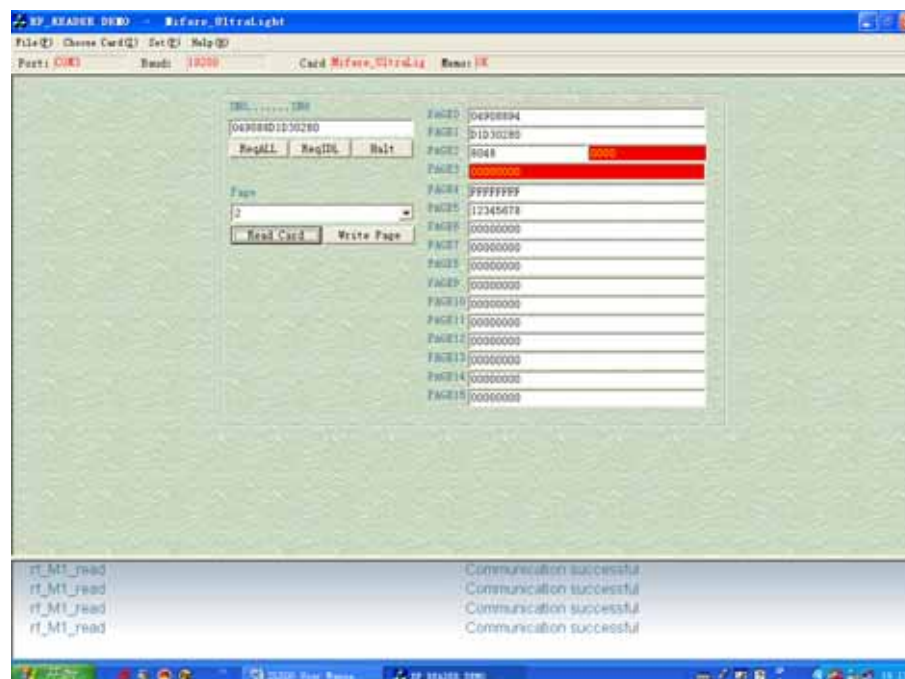 RF_READER DEMO - Mifare_UltraLight
File(F) Choose Card(C) Set(S) Help(H)
Port: COM3 Baud: 19200 Card Mifare_UltraLig Memo: OK
PAGE0 04908894
049088D1D30280 PAGE1 D1D30280
ReqALL ReqIDL Halt PAGE2 8048 0000
PAGE3 00000000
Page PAGE4 FFFFFFFF
2 PAGE5 12345678
Read Card Write Page PAGE6 00000000
PAGE7 00000000
PAGE8 00000000
PAGE9 00000000
PAGE10 00000000
PAGE11 00000000
PAGE12 00000000
PAGE13 00000000
PAGE14 00000000
PAGE15 00000000
rf_M1_read Communication successful
rf_M1_read Communication successful
rf_M1_read Communication successful
rf_M1_read Communication successful
RF READER DEMO